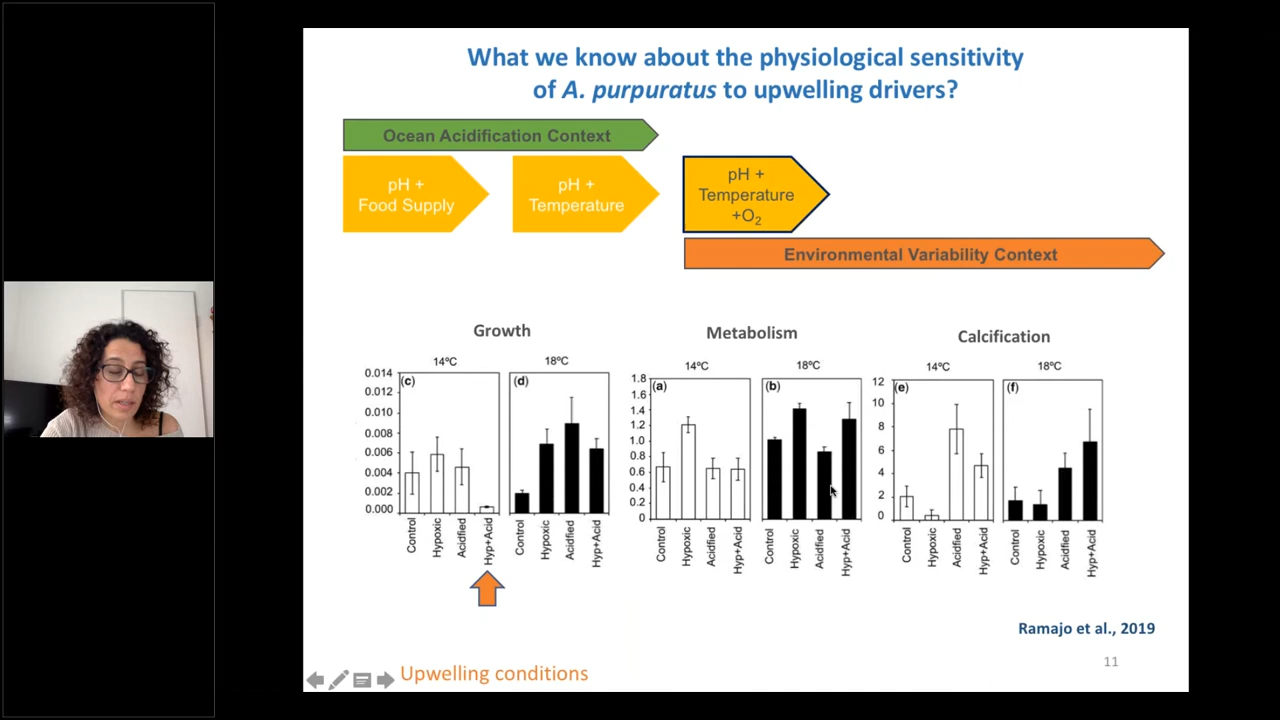 What we know about the physiological sensitivity
of A. purpuratus to upwelling drivers?
Ocean Acidification Context
pH +
Food Supply
pH +
Temperature
pH +
Temperature
+O₂
Environmental Variability Context
Growth
14ºC
18ºC
(c)
(d)
0.014
0.012
0.010
0.008
0.006
0.004
0.002
0.000
Control
Hypoxic
Acidified
Hyp+Acid
Control
Hypoxic
Acidfied
Hyp+Acid
Metabolism
14ºC
18ºC
(a)
(b)
1.8
1.6
1.4
1.2
1.0
0.8
0.6
0.4
0.2
0
Control
Hypoxic
Acidfied
Hyp+Acid
Control
Hypoxic
Acidfied
Hyp+Acid
Calcification
14ºC
18ºC
(e)
(f)
12
10
8
6
4
2
0
Control
Hypoxic
Acidfied
Hyp+Acid
Control
Hypoxic
Acidfied
Hyp+Acid
Ramajo et al., 2019
11
Upwelling conditions